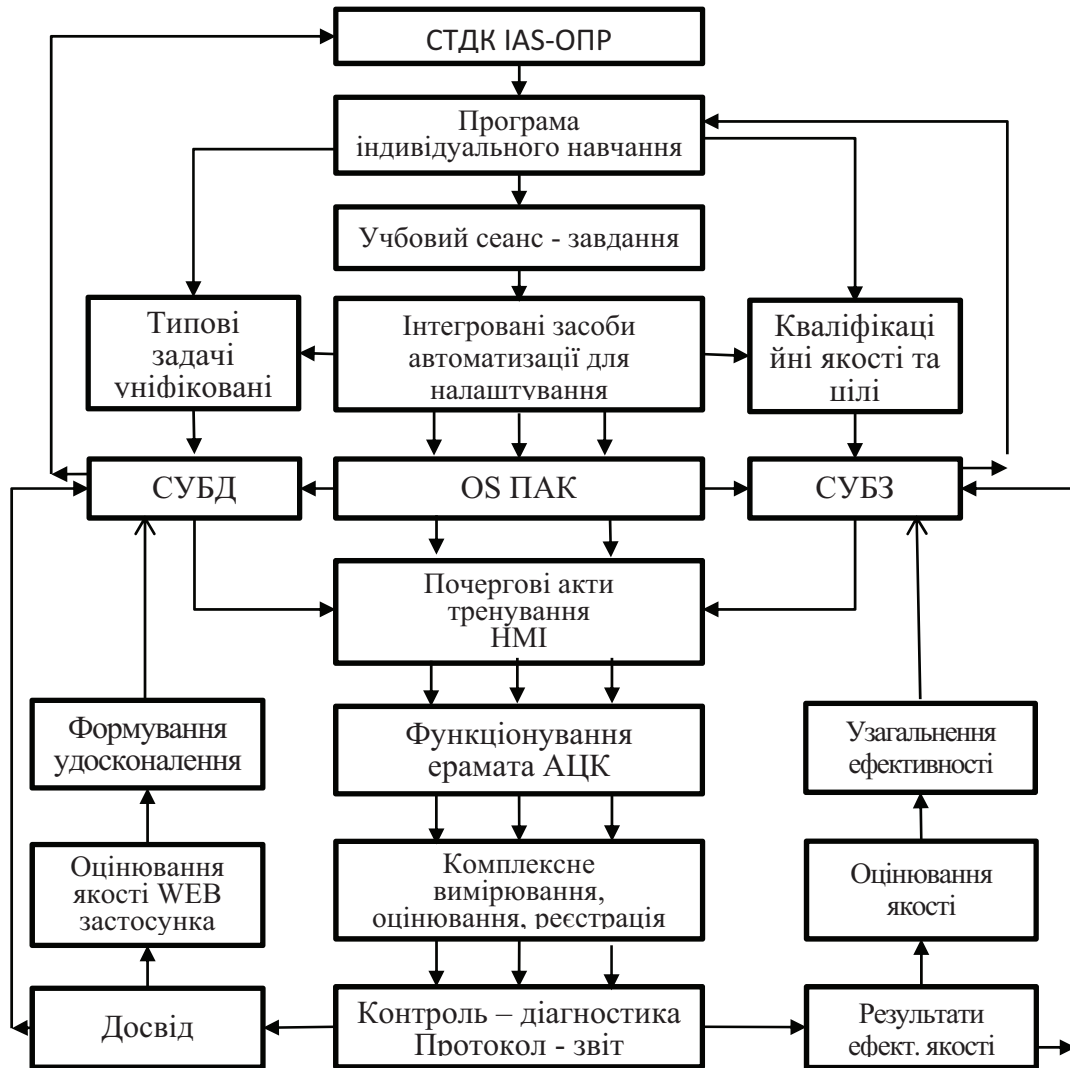 СТДК IAS-ОПР
Програма
індивідуального навчання
Учбовий сеанс - завдання
Типові
задачі
уніфіковані
Інтегровані засоби
автоматизації для
налаштування
Кваліфікаці
йні якості та
цілі
СУБД
OS ПАК
СУБЗ
Почергові акти
тренування
НМІ
Формування
удосконалення
Функціонування
ерамата АЦК
Узагальнення
ефективності
Оцінювання
якості WEB
застосунка
Комплексне
вимірювання,
оцінювання, реєстрація
Оцінювання
якості
Досвід
Контроль – діагностика
Протокол - звіт
Результати
ефект. якості